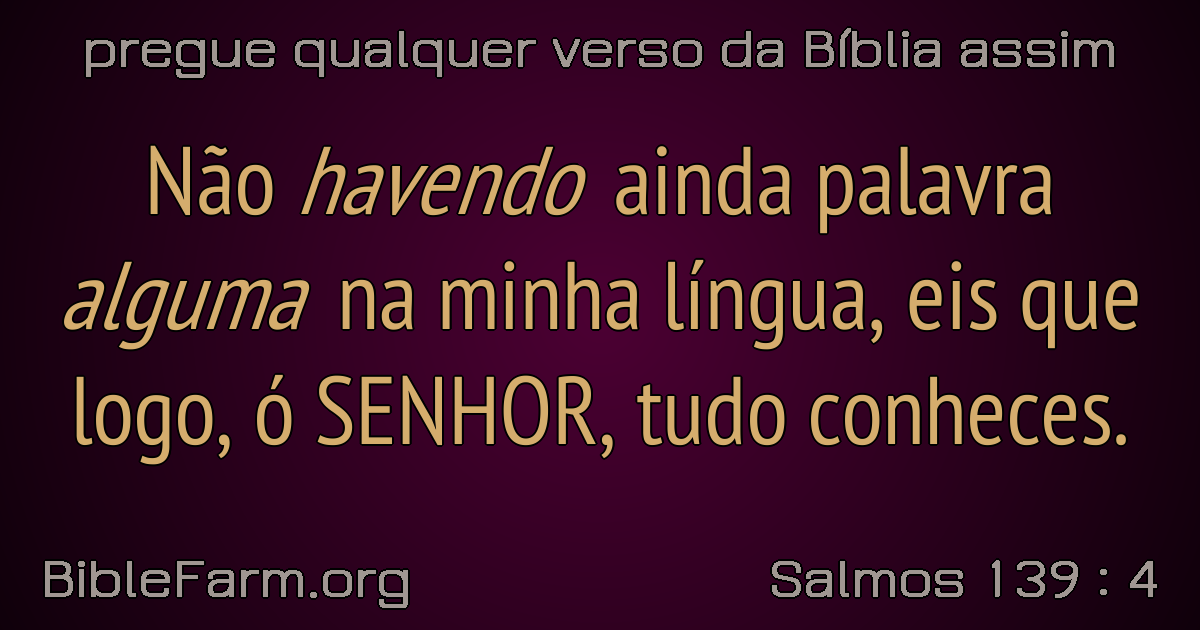 pregue qualquer verso da Bíblia assim
Não havendo ainda palavra
alguma na minha língua, eis que
logo, ó SENHOR, tudo conheces.
BibleFarm.org
Salmos 139 : 4